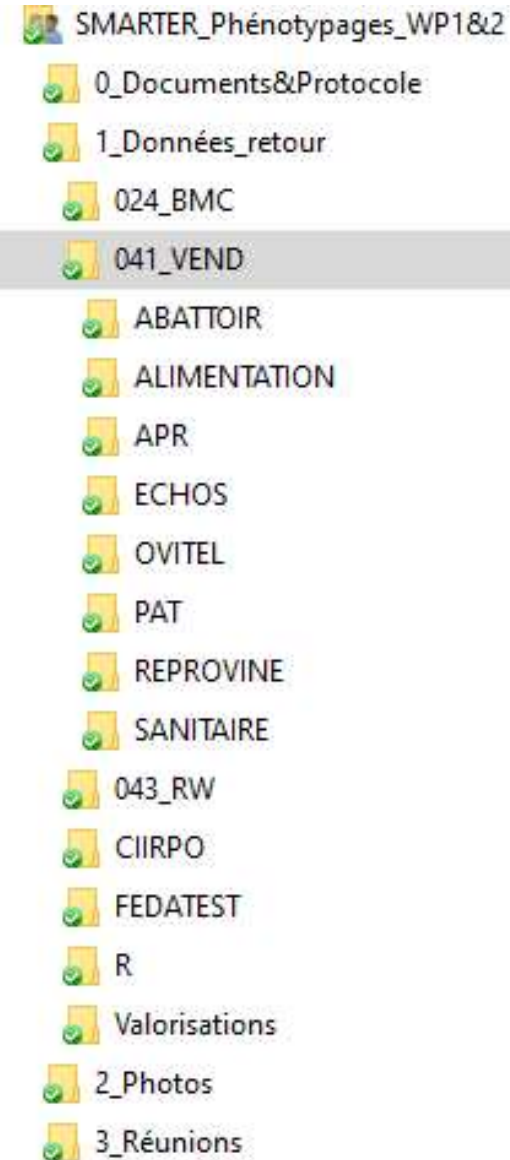 SMARTER_Phénotypages_WP1&2
0_Documents&Protocole
1_Données_retour
024_BMC
041_VEND
ABATTOIR
ALIMENTATION
APR
ECHOS
OVITEL
PAT
REPROVINE
SANITAIRE
043_RW
CIIRPO
FEDATEST
R
Valorisations
2_Photos
3_Réunions